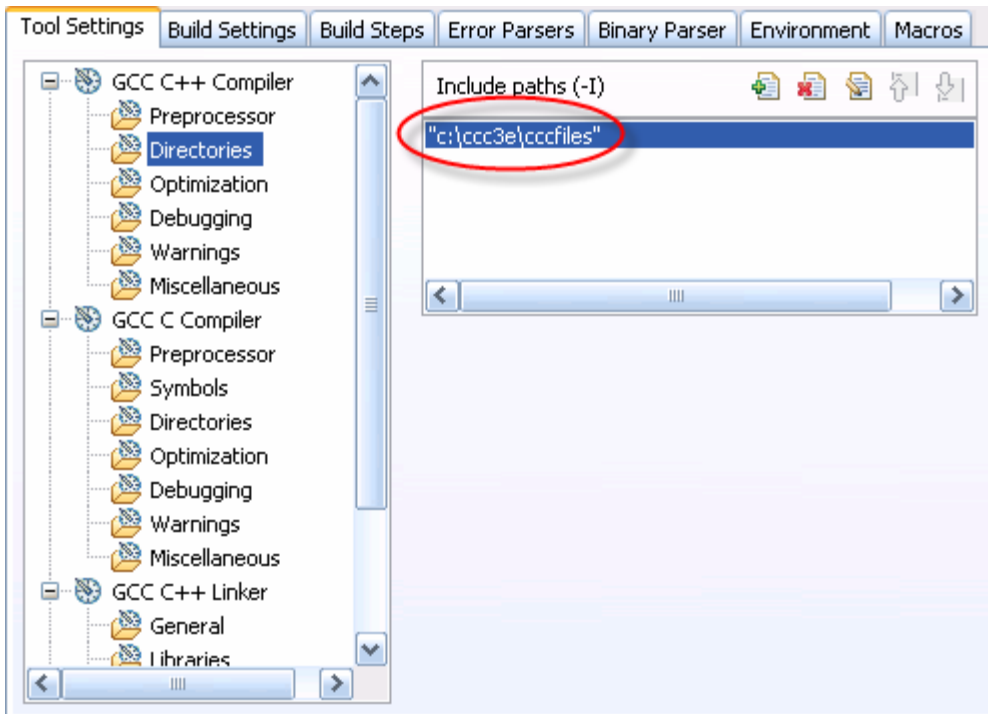 Tool Settings Build Settings Build Steps Error Parsers Binary Parser Environment Macros
GCC C++ Compiler
Preprocessor
Directories
Optimization
Debugging
Warnings
Miscellaneous
GCC C Compiler
Preprocessor
Symbols
Directories
Optimization
Debugging
Warnings
Miscellaneous
GCC C++ Linker
General
Libraries
Include paths (-I)
"c:\ccc3e\cccfiles"